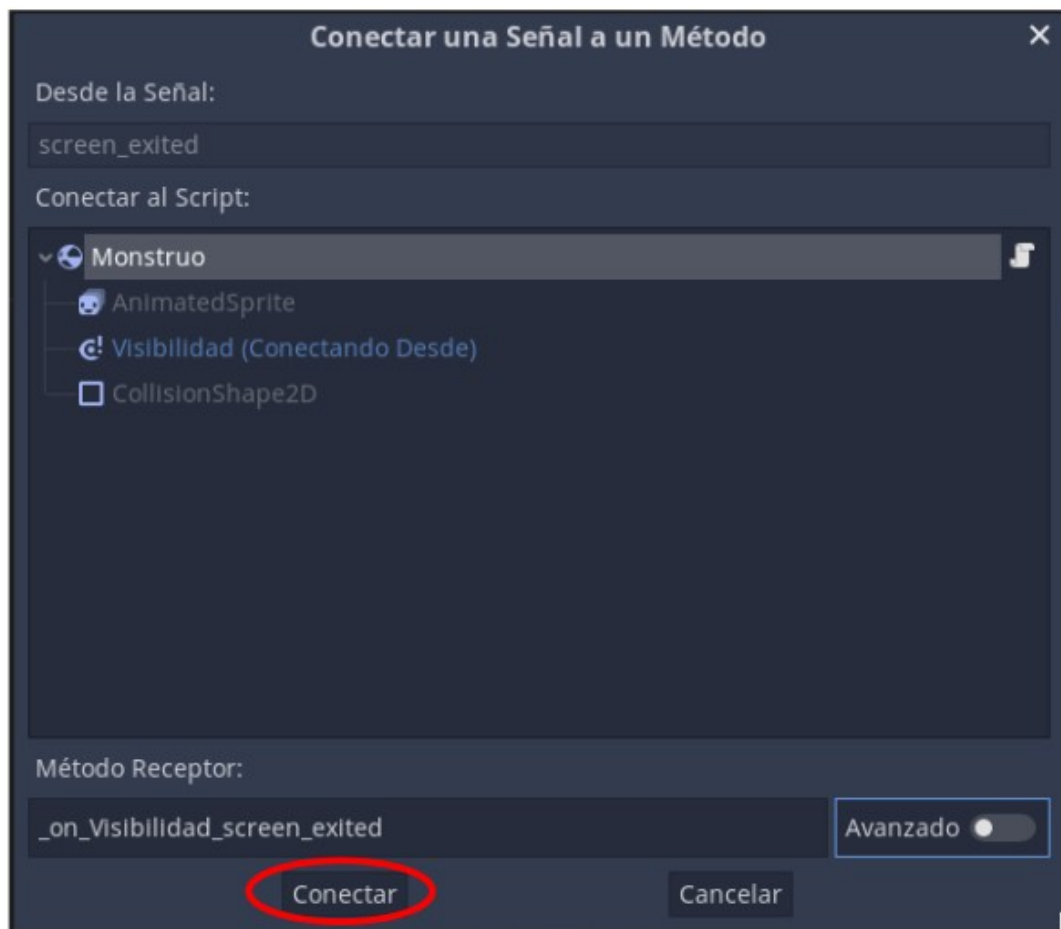 Conectar una Señal a un Método
Desde la Señal:
screen_exited
Conectar al Script:
Monstruo
AnimatedSprite
Visibilidad (Conectando Desde)
CollisionShape2D
Método Receptor:
_on_Visibilidad_screen_exited Avanzado
Conectar Cancelar